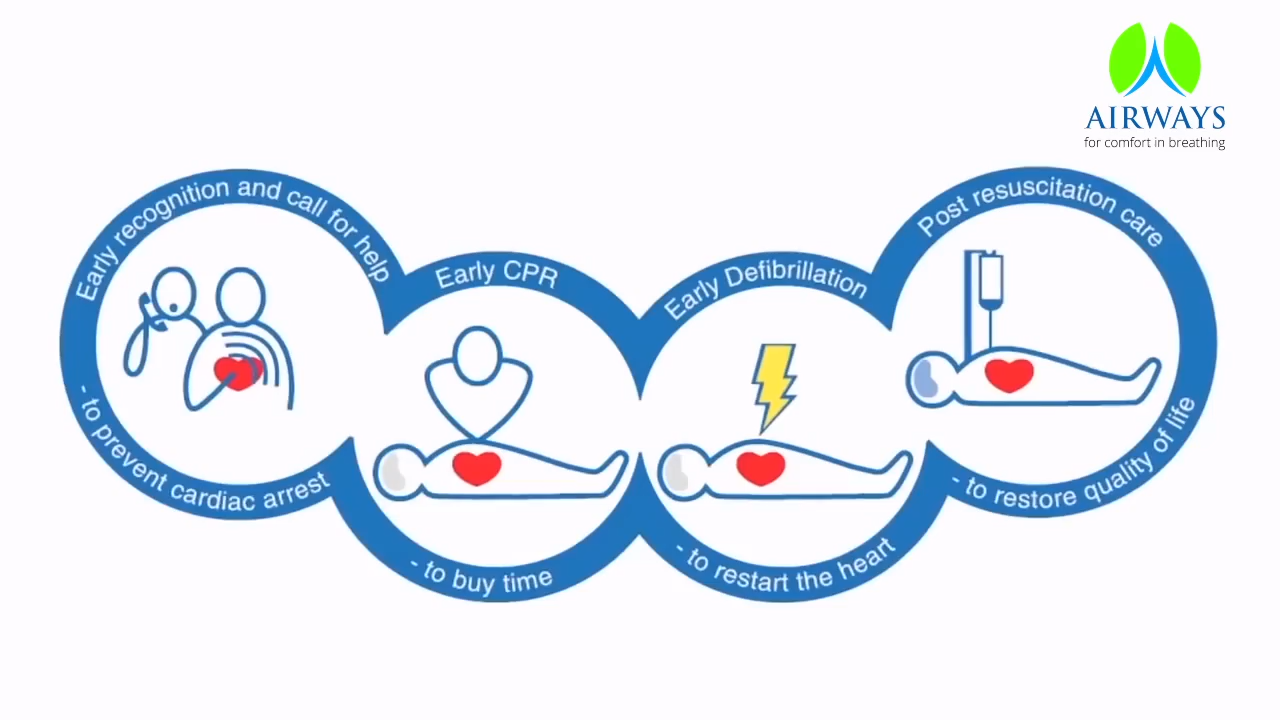 AIRWAYS
for comfort in breathing
Early recognition and call for help
- to prevent cardiac arrest
Early CPR
- to buy time
Early Defibrillation
- to restart the heart
Post resuscitation care
- to restore quality of life